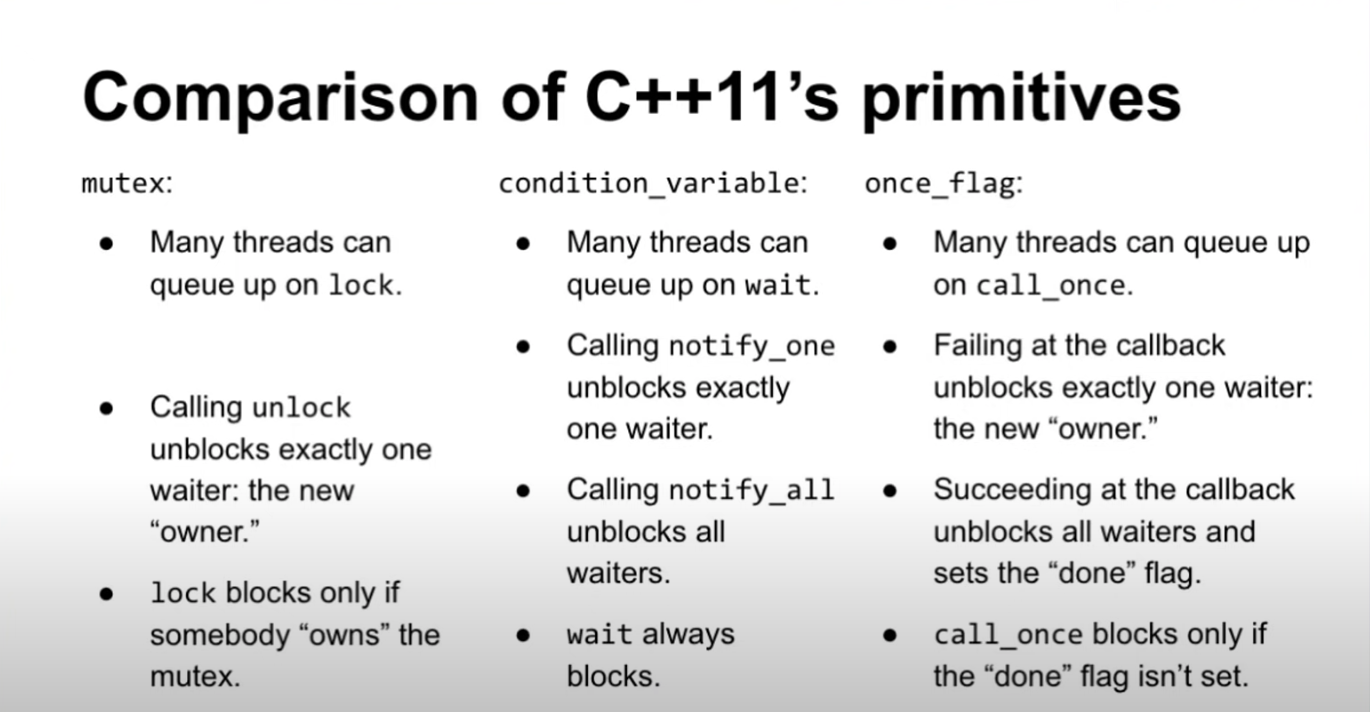 Comparison of C++11’s primitives
mutex:
● Many threads can
queue up on lock.
● Calling unlock
unblocks exactly one
waiter: the new
“owner.”
● lock blocks only if
somebody “owns” the
mutex.
condition_variable:
● Many threads can
queue up on wait.
● Calling notify_one
unblocks exactly
one waiter.
● Calling notify_all
unblocks all
waiters.
● wait always
blocks.
once_flag:
● Many threads can queue up
on call_once.
● Failing at the callback
unblocks exactly one waiter:
the new “owner.”
● Succeeding at the callback
unblocks all waiters and
sets the “done” flag.
● call_once blocks only if
the “done” flag isn’t set.